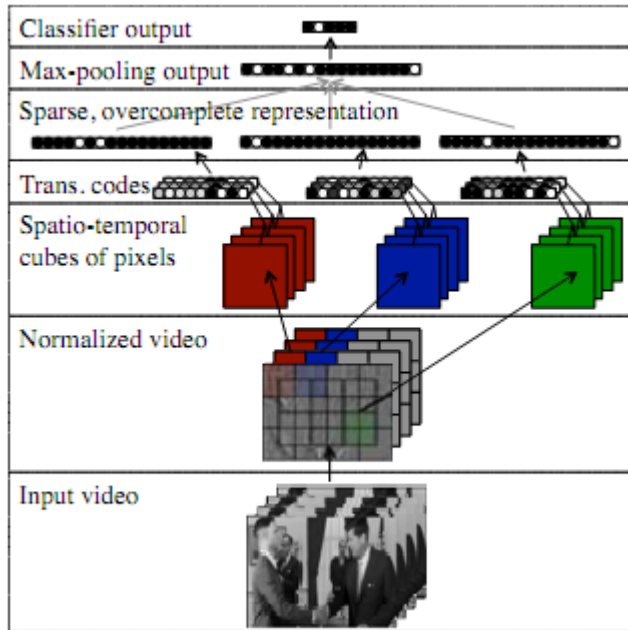 Classifier output
Max-pooling output
Sparse, overcomplete representation
Trans. codes
Spatio-temporal
cubes of pixels
Normalized video
Input video